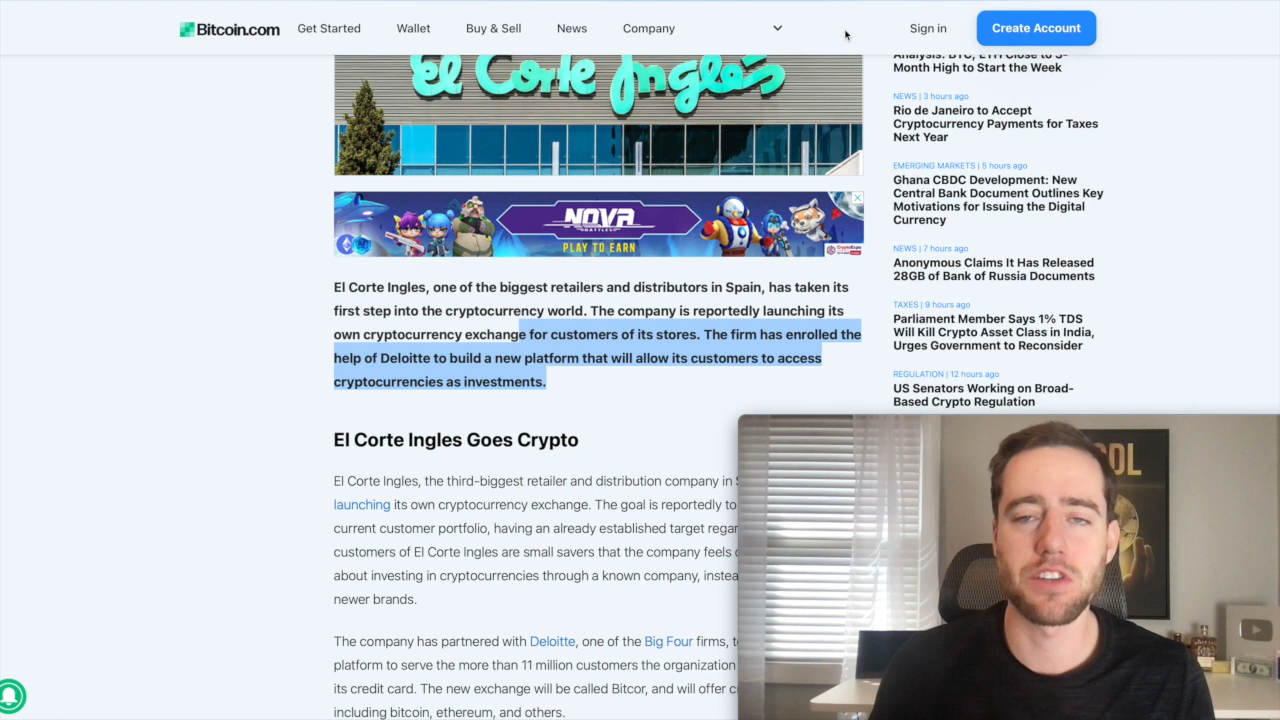 Bitcoin.com
Get Started
Wallet
Buy & Sell
News
Company
Sign in
Create Account
El Corte Inglés
NOVA
BATTLES
PLAY TO EARN
El Corte Ingles, one of the biggest retailers and distributors in Spain, has taken its
first step into the cryptocurrency world. The company is reportedly launching its
own cryptocurrency exchange for customers of its stores. The firm has enrolled the
help of Deloitte to build a new platform that will allow its customers to access
cryptocurrencies as investments.
El Corte Ingles Goes Crypto
El Corte Ingles, the third-biggest retailer and distribution company in
launching its own cryptocurrency exchange. The goal is reportedly to
current customer portfolio, having an already established target
customers of El Corte Ingles are small savers that the company feels
about investing in cryptocurrencies through a known company,
newer brands.
The company has partnered with Deloitte, one of the Big Four firms,
platform to serve the more than 11 million customers the organization
its credit card. The new exchange will be called Bitcor, and will offer
including bitcoin, ethereum, and others.
Analysis: BTC, ETH Close to 3-
Month High to Start the Week
NEWS | 3 hours ago
Rio de Janeiro to Accept
Cryptocurrency Payments for Taxes
Next Year
EMERGING MARKETS | 5 hours ago
Ghana CBDC Development: New
Central Bank Document Outlines Key
Motivations for Issuing the Digital
Currency
NEWS | 7 hours ago
Anonymous Claims It Has Released
28GB of Bank of Russia Documents
TAXES | 9 hours ago
Parliament Member Says 1% TDS
Will Kill Crypto Asset Class in India,
Urges Government to Reconsider
REGULATION | 12 hours ago
US Senators Working on Broad-
Based Crypto Regulation